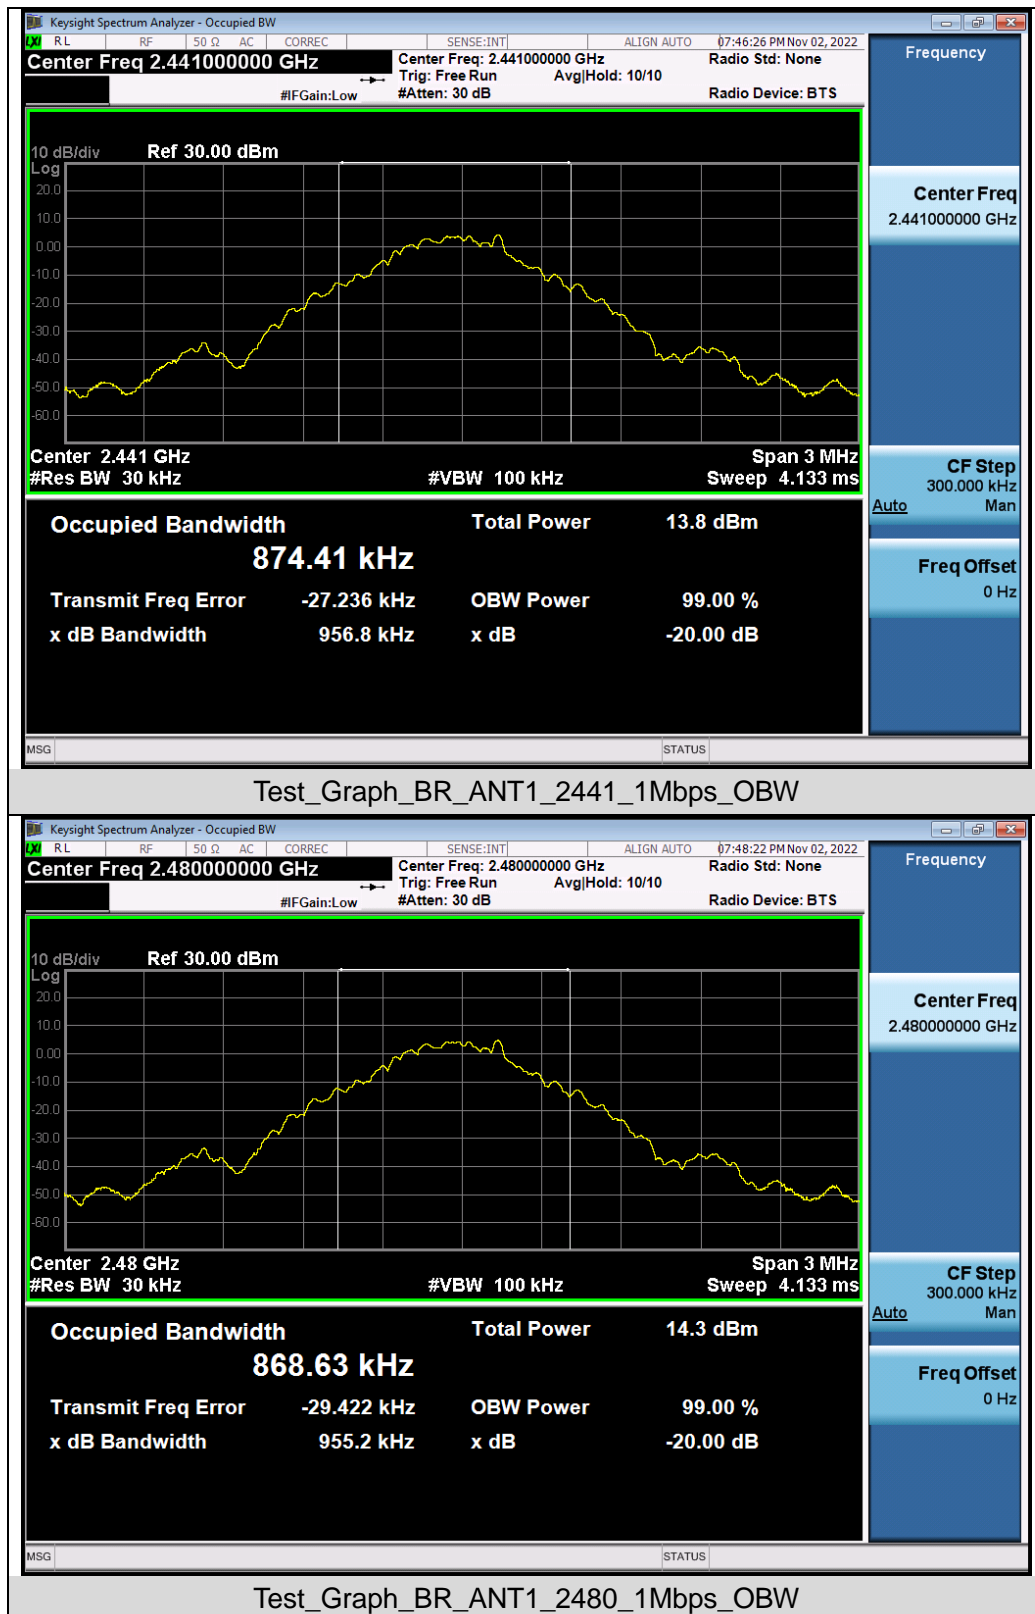 Keysight Spectrum Analyzer - Occupied BW
LXI RL RF 50 Ω AC CORREC SENSE:INT ALIGN AUTO 07:46:26 PM Nov 02, 2022
Center Freq 2.441000000 GHz
Center Freq: 2.441000000 GHz
Radio Std: None
Trig: Free Run Avg|Hold: 10/10
#IFGain:Low
#Atten: 30 dB
Radio Device: BTS
Frequency
10 dB/div Ref 30.00 dBm
Log
20.0
10.0
0.00
-10.0
-20.0
-30.0
-40.0
-50.0
-60.0
Center 2.441 GHz Span 3 MHz
#Res BW 30 kHz #VBW 100 kHz Sweep 4.133 ms
Center Freq
2.441000000 GHz
CF Step
300.000 kHz
Auto Man
Freq Offset
0 Hz
Occupied Bandwidth Total Power 13.8 dBm
874.41 kHz
Transmit Freq Error -27.236 kHz OBW Power 99.00 %
x dB Bandwidth 956.8 kHz x dB -20.00 dB
MSG STATUS
Test_Graph_BR_ANT1_2441_1Mbps_OBW
Keysight Spectrum Analyzer - Occupied BW
LXI RL RF 50 Ω AC CORREC SENSE:INT ALIGN AUTO 07:48:22 PM Nov 02, 2022
Center Freq 2.480000000 GHz
Center Freq: 2.480000000 GHz
Radio Std: None
Trig: Free Run Avg|Hold: 10/10
#IFGain:Low
#Atten: 30 dB
Radio Device: BTS
Frequency
10 dB/div Ref 30.00 dBm
Log
20.0
10.0
0.00
-10.0
-20.0
-30.0
-40.0
-50.0
-60.0
Center 2.48 GHz Span 3 MHz
#Res BW 30 kHz #VBW 100 kHz Sweep 4.133 ms
Center Freq
2.480000000 GHz
CF Step
300.000 kHz
Auto Man
Freq Offset
0 Hz
Occupied Bandwidth Total Power 14.3 dBm
868.63 kHz
Transmit Freq Error -29.422 kHz OBW Power 99.00 %
x dB Bandwidth 955.2 kHz x dB -20.00 dB
MSG STATUS
Test_Graph_BR_ANT1_2480_1Mbps_OBW